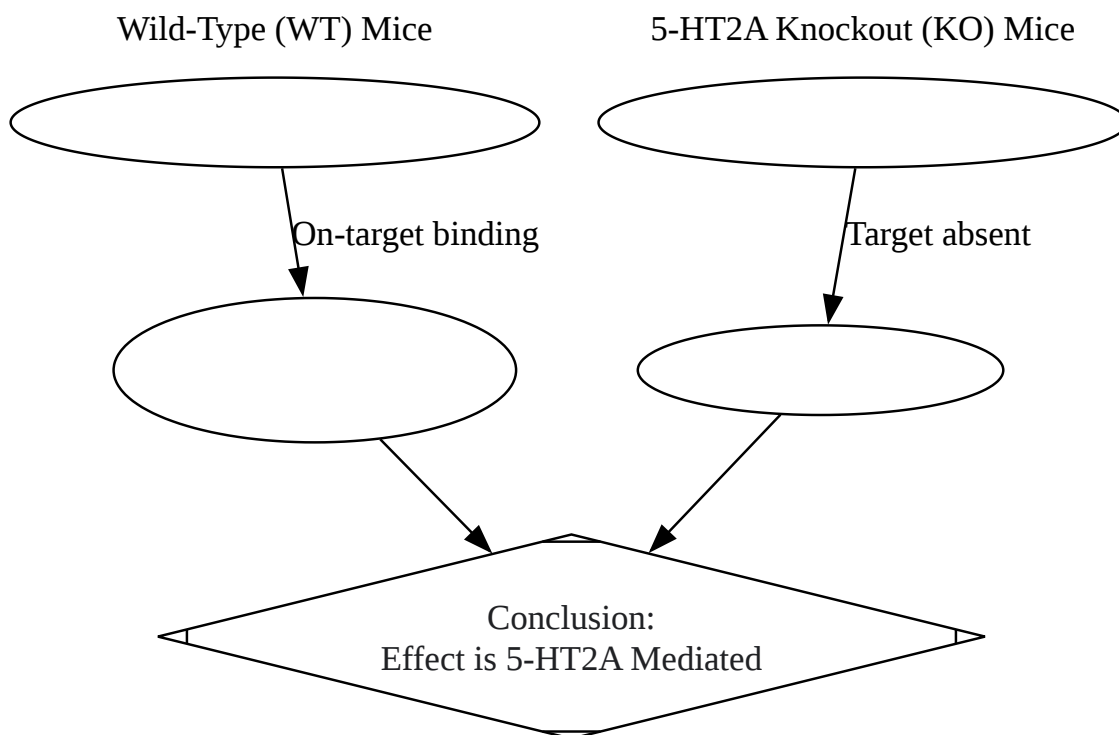 Wild-Type (WT) Mice
5-HT2A Knockout (KO) Mice
On-target binding
Target absent
Conclusion:
Effect is 5-HT2A Mediated